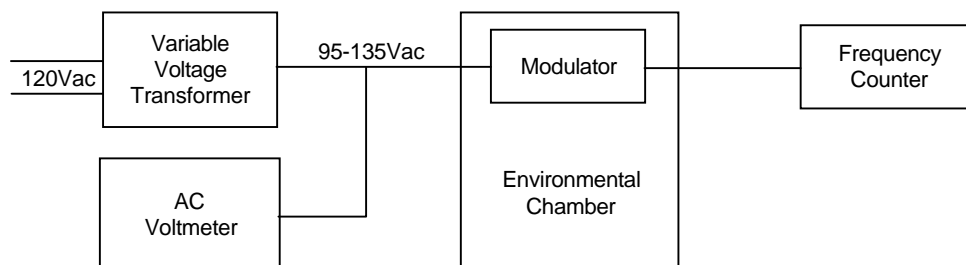 120Vac
Variable
Voltage
Transformer
95-135Vac
Modulator
Frequency
Counter
AC
Voltmeter
Environmental
Chamber